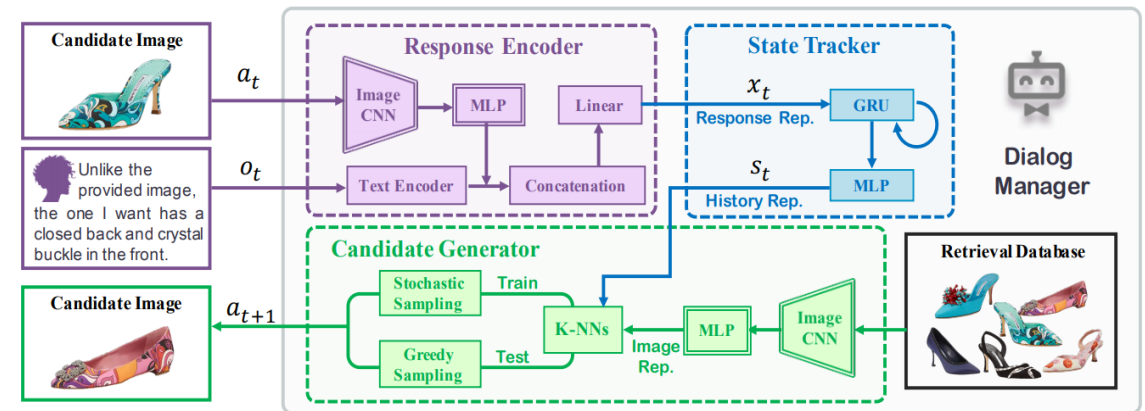 Candidate Image
a_t
Unlike the
provided image,
the one I want has a
closed back and crystal
buckle in the front.
o_t
Response Encoder
Image
CNN
MLP
Linear
Text Encoder
Concatenation
State Tracker
x_t
Response Rep.
GRU
s_t
History Rep.
MLP
Dialog
Manager
Candidate Image
a_{t+1}
Candidate Generator
Stochastic
Sampling
Train
Greedy
Sampling
Test
K-NNs
Image
Rep.
MLP
Image
CNN
Retrieval Database